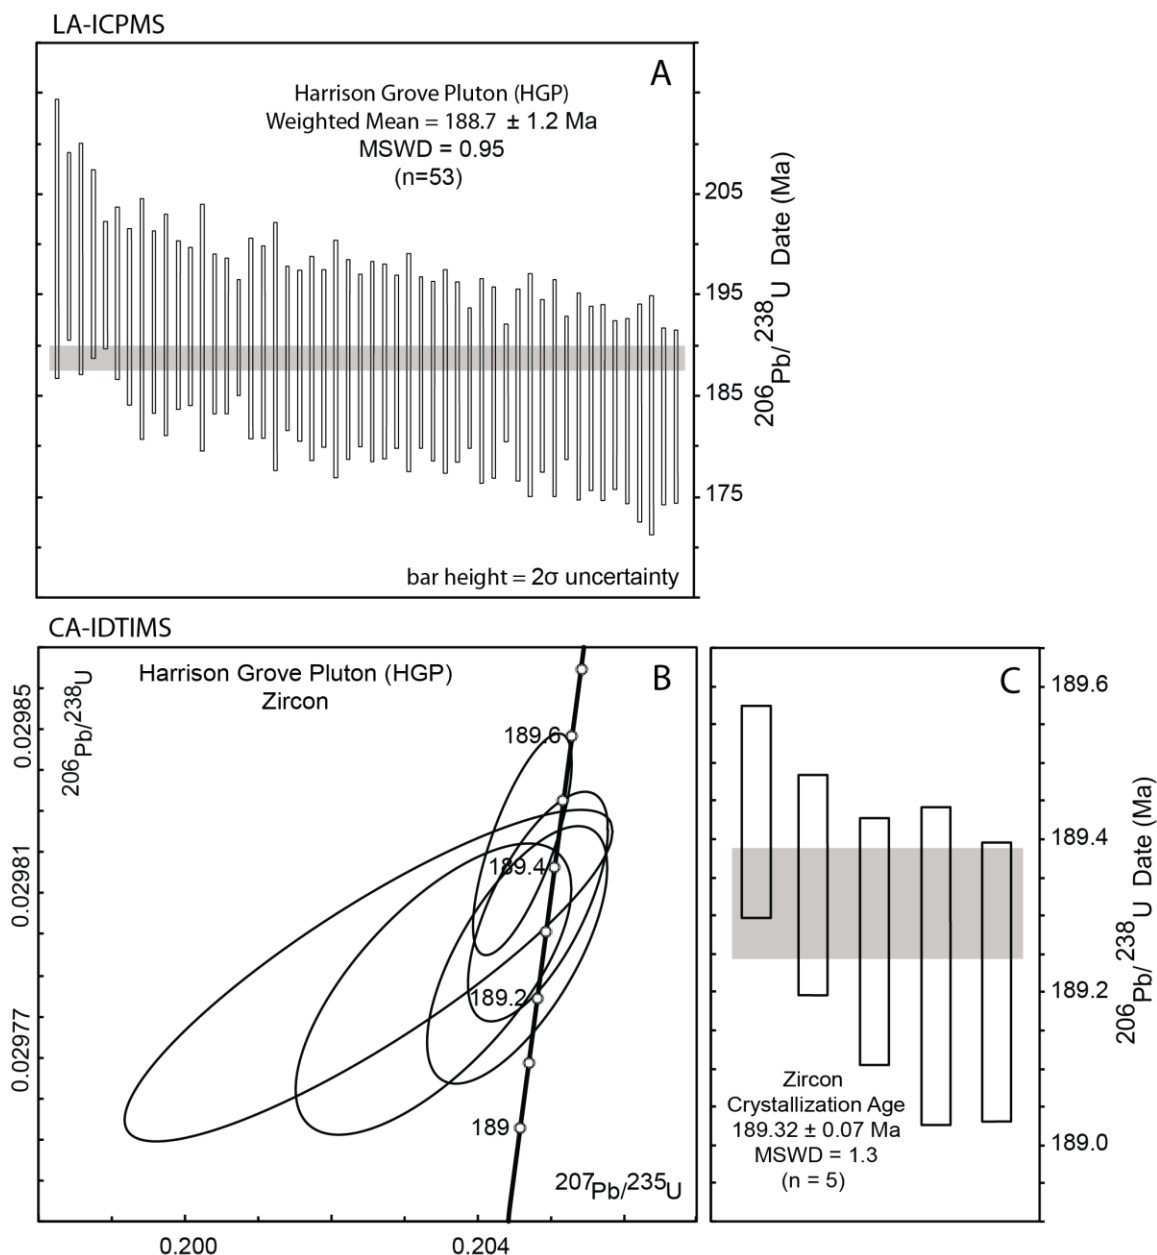 LA-ICPMS
A
Harrison Grove Pluton (HGP)
Weighted Mean = 188.7 ± 1.2 Ma
MSWD = 0.95
(n=53)
205
195
185
175
206Pb/238U Date (Ma)
bar height = 2σ uncertainty
CA-IDTIMS
B
Harrison Grove Pluton (HGP)
Zircon
206Pb/238U
0.02985
0.02981
0.02977
189.6
189.4
189.2
189
207Pb/235U
0.200
0.204
C
189.6
189.4
189.2
189.0
206Pb/238U Date (Ma)
Zircon
Crystallization Age
189.32 ± 0.07 Ma
MSWD = 1.3
(n = 5)